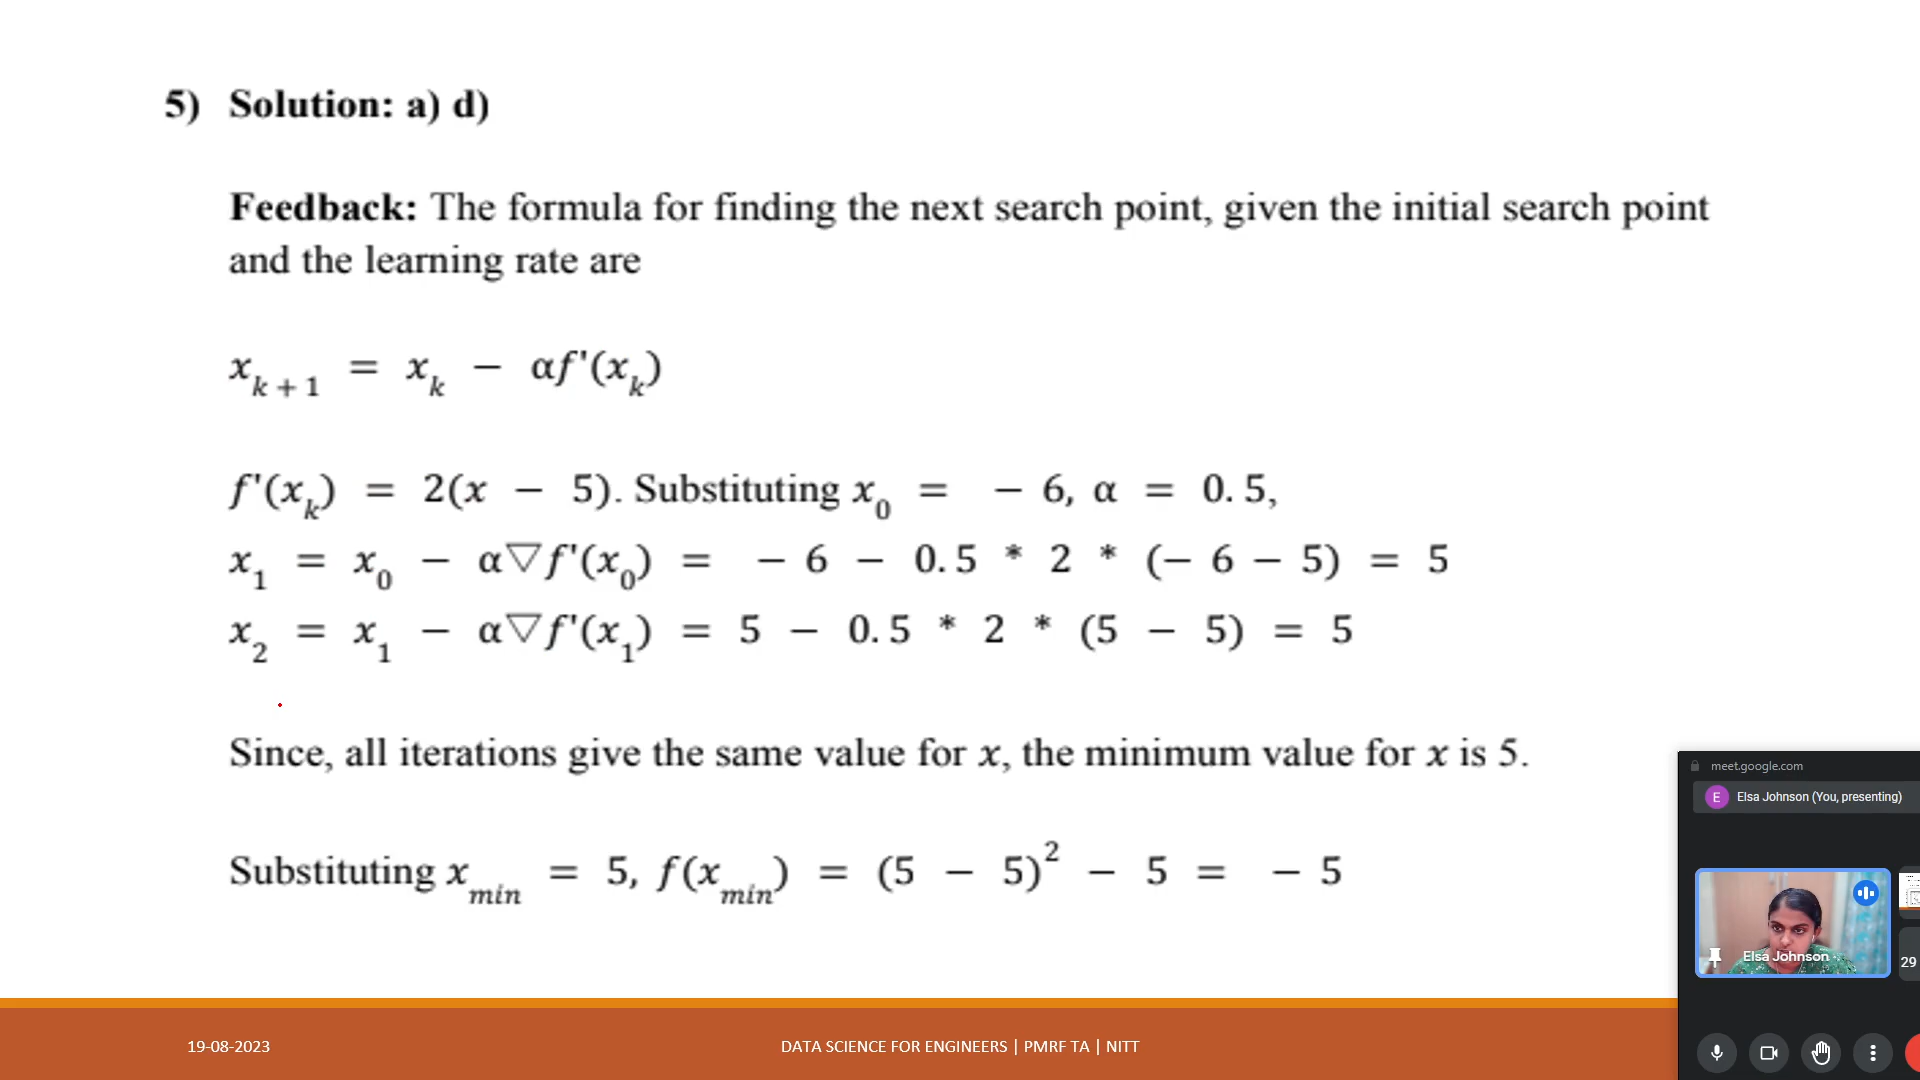 5) Solution: a) d)
Feedback: The formula for finding the next search point, given the initial search point
and the learning rate are
x_{k+1} = x_k − αf'(x_k)
f'(x_k) = 2(x − 5). Substituting x_0 = − 6, α = 0.5,
x_1 = x_0 − α▽f'(x_0) = − 6 − 0.5 * 2 * (− 6 − 5) = 5
x_2 = x_1 − α▽f'(x_1) = 5 − 0.5 * 2 * (5 − 5) = 5
Since, all iterations give the same value for x, the minimum value for x is 5.
Substituting x_{min} = 5, f(x_{min}) = (5 − 5)^2 − 5 = − 5
meet.google.com
E Elsa Johnson (You, presenting)
Elsa Johnson
29
19-08-2023
DATA SCIENCE FOR ENGINEERS | PMRF TA | NITT